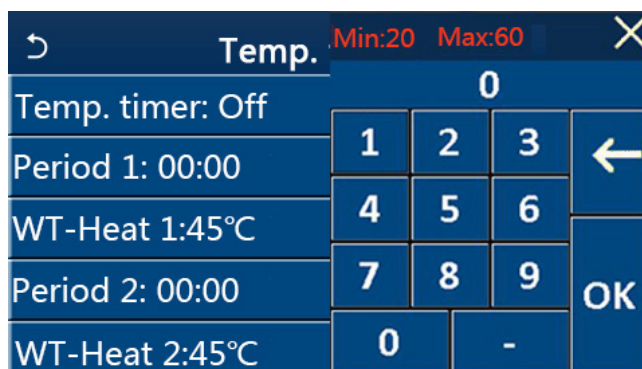 Temp.
Temp. timer: Off
Period 1: 00:00
WT-Heat 1:45℃
Period 2: 00:00
WT-Heat 2:45℃
Min:20 Max:60
0
1 2 3
4 5 6
7 8 9
OK
0 -